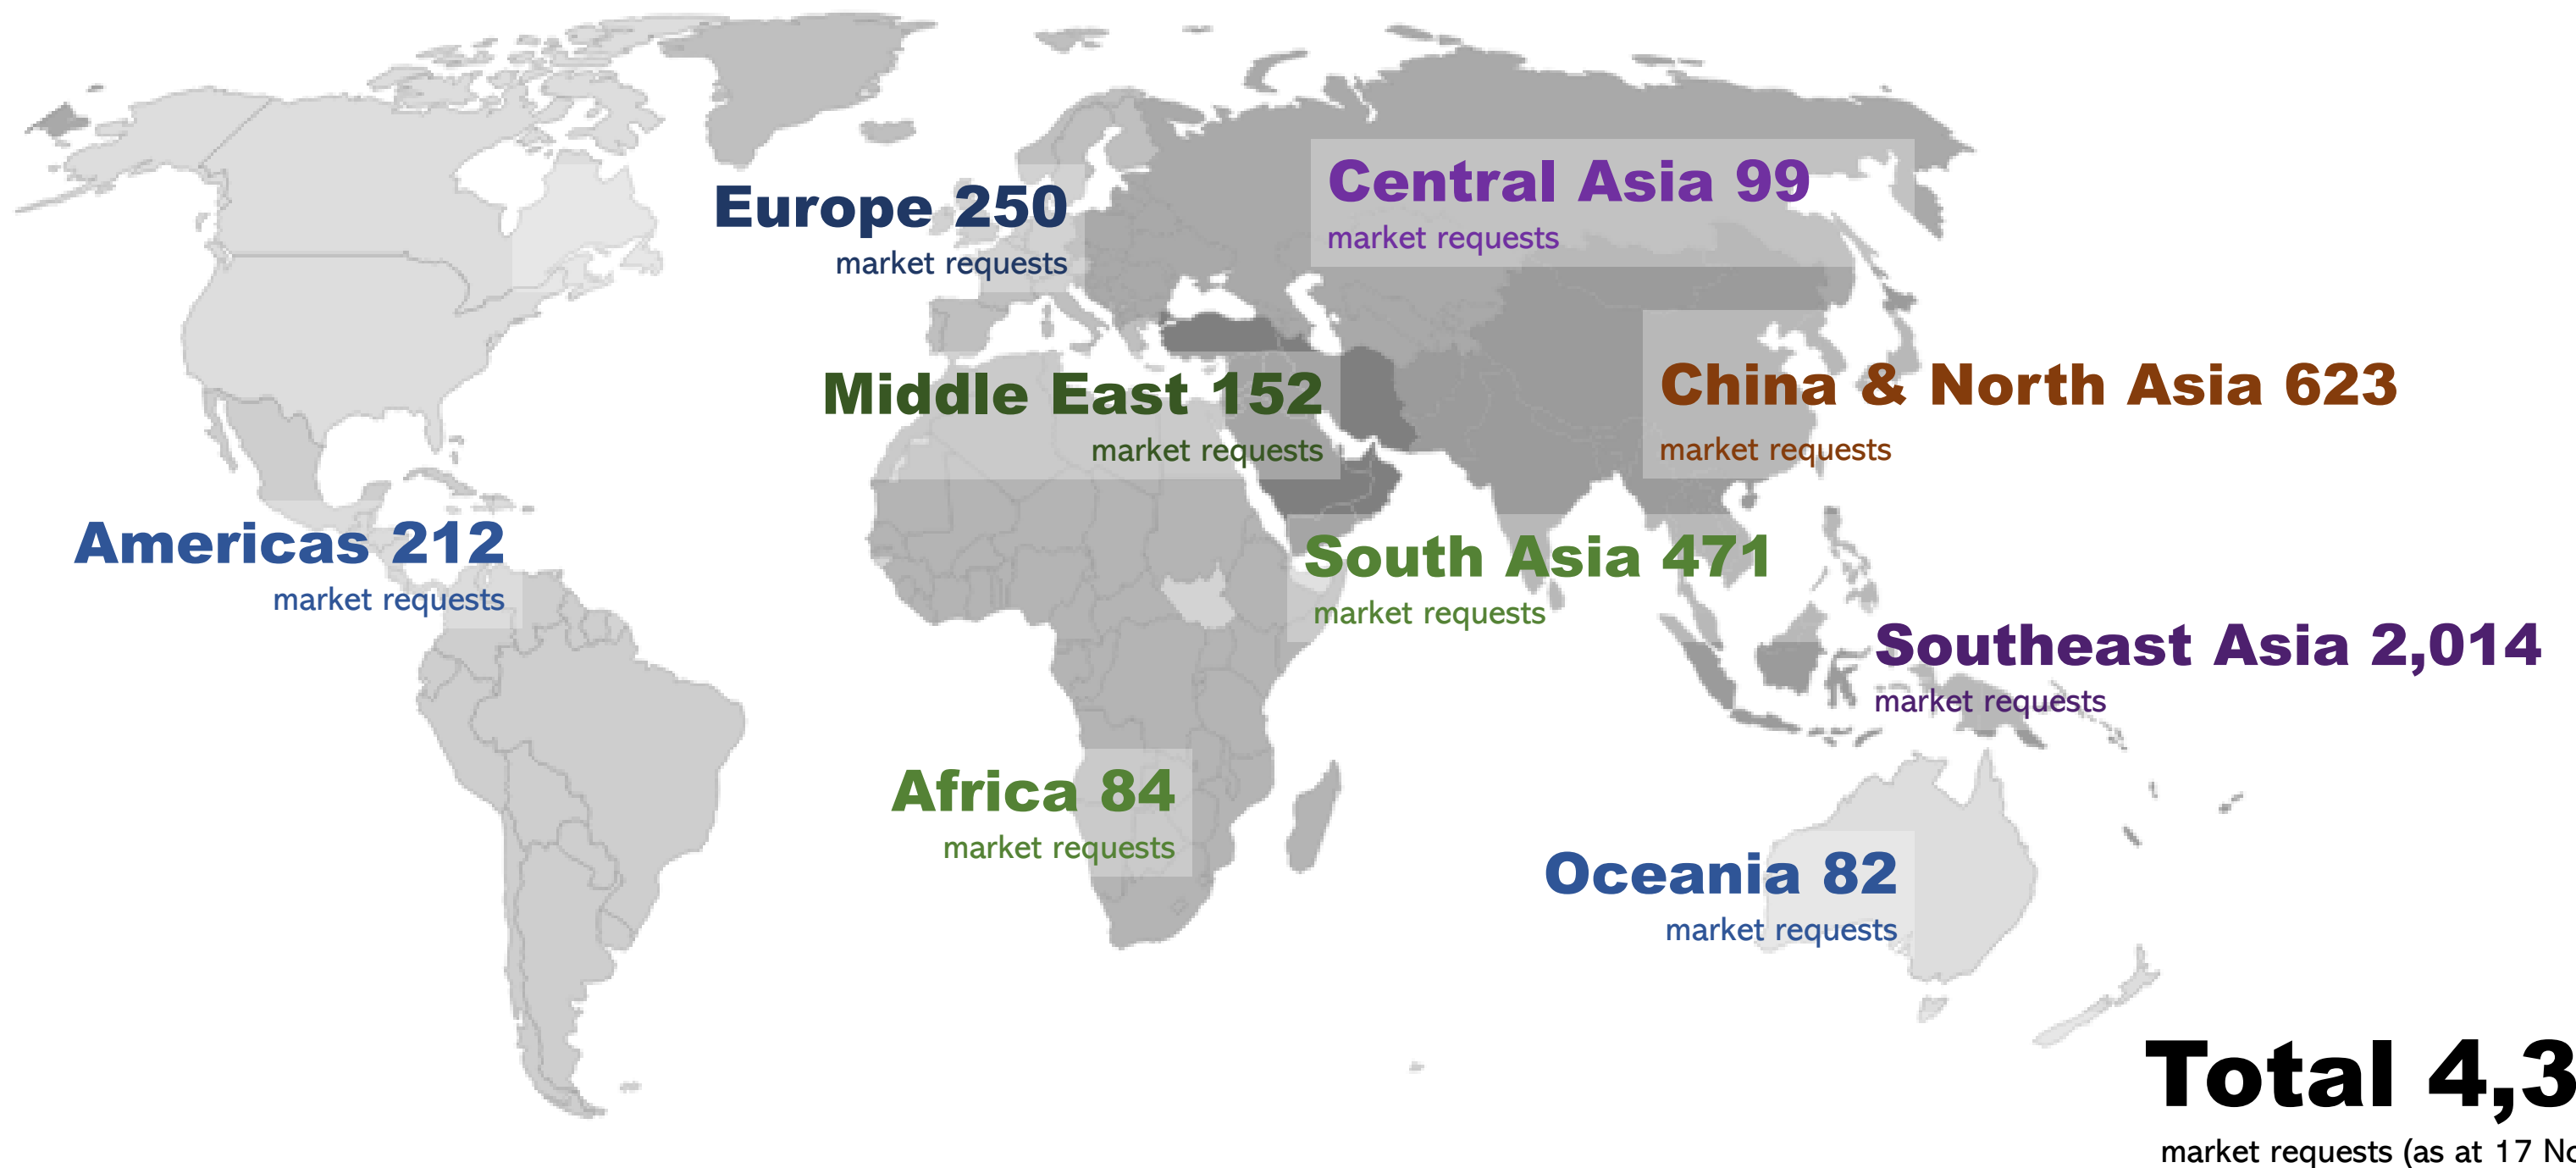 Central Asia 99
market requests
Europe 250
market requests
China & North Asia 623
market requests
Middle East 152
market requests
Americas 212
market requests
South Asia 471
market requests
Southeast Asia 2,014
market requests
Africa 84
market requests
Oceania 82
market requests
Total 4,3
market requests (as at 17 No